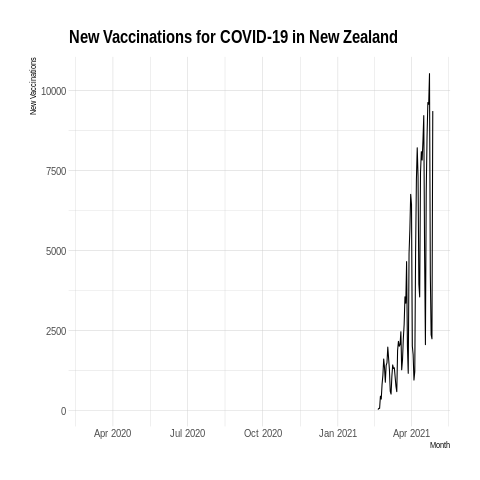 New Vaccinations for COVID-19 in New Zealand
New Vaccinations
10000
7500
5000
2500
0
Apr 2020 Jul 2020 Oct 2020 Jan 2021 Apr 2021
Month